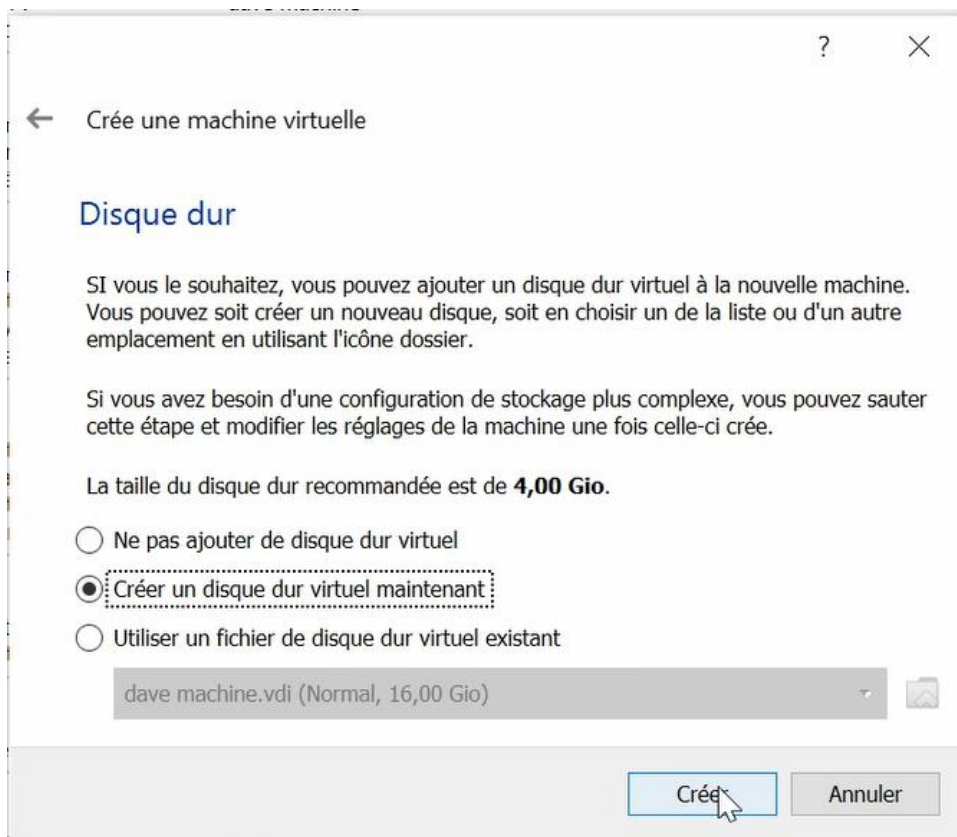 ?
Crée une machine virtuelle
Disque dur
SI vous le souhaitez, vous pouvez ajouter un disque dur virtuel à la nouvelle machine.
Vous pouvez soit créer un nouveau disque, soit en choisir un de la liste ou d'un autre
emplacement en utilisant l'icône dossier.
Si vous avez besoin d'une configuration de stockage plus complexe, vous pouvez sauter
cette étape et modifier les réglages de la machine une fois celle-ci crée.
La taille du disque dur recommandée est de 4,00 Gio.
Ne pas ajouter de disque dur virtuel
Créer un disque dur virtuel maintenant
Utiliser un fichier de disque dur virtuel existant
dave machine.vdi (Normal, 16,00 Gio)
Créer Annuler